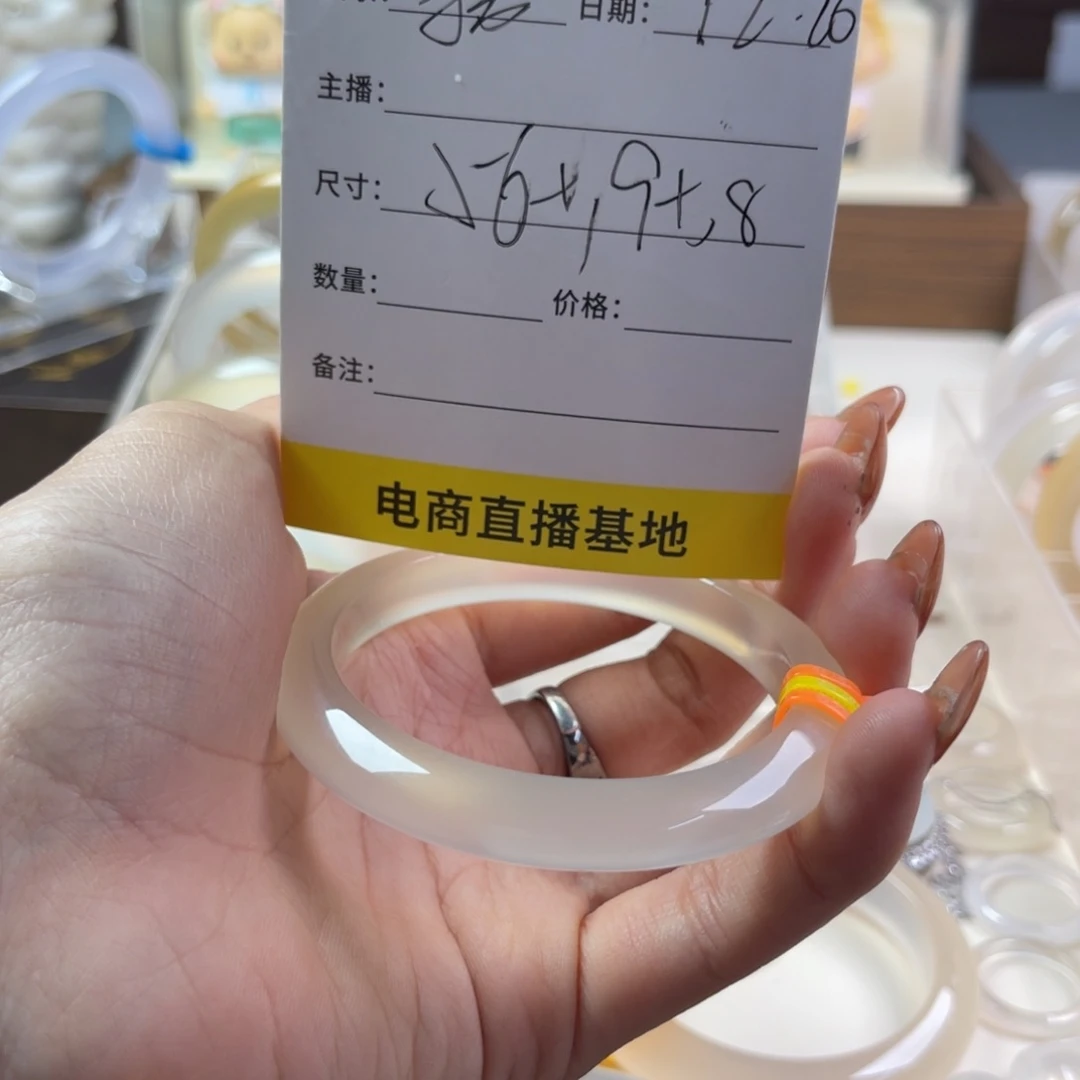 日期: 12.26
主播:
尺寸: 56+,9+,8
数量: 价格:
备注:
电商直播基地